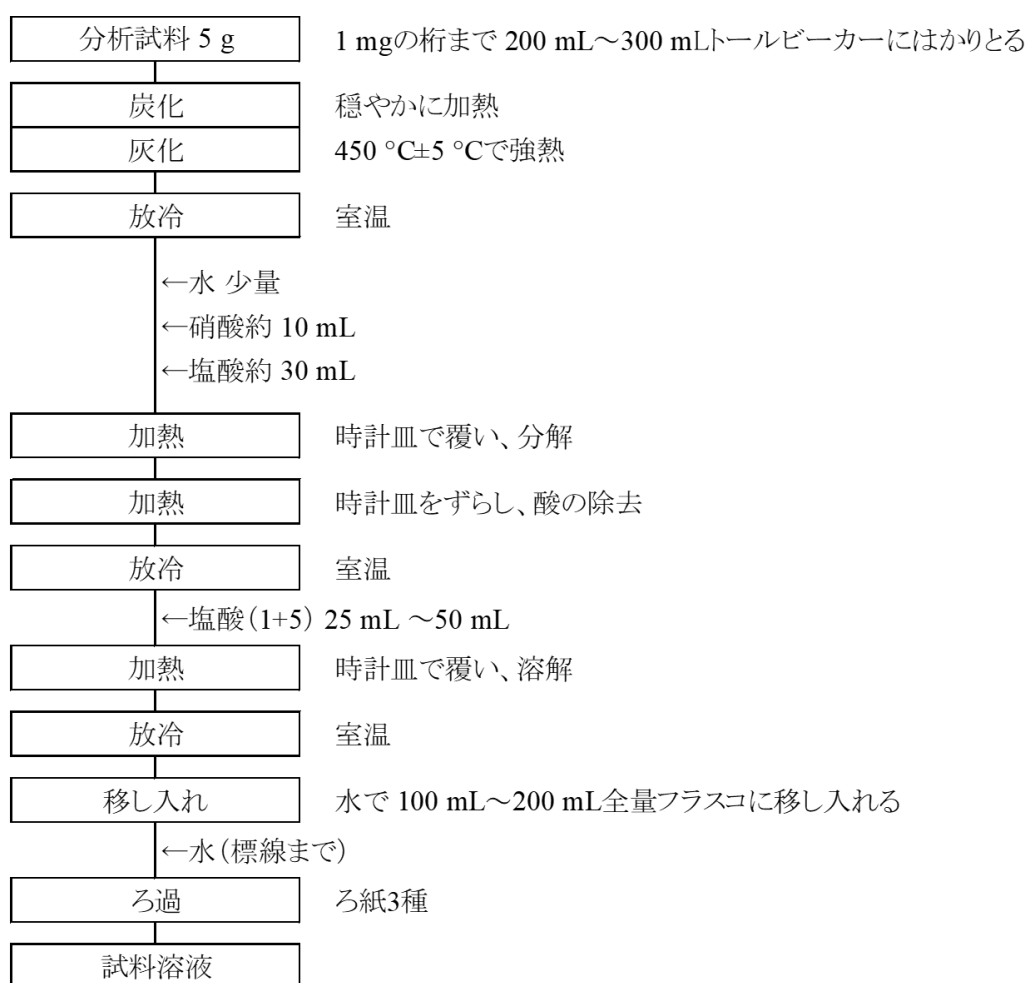 分析試料 5 g 1 mgの桁まで 200 mL～300 mLトールビーカーにはかりとる
炭化 穏やかに加熱
灰化 450 °C±5 °Cで強熱
放冷 室温
←水 少量
←硝酸約 10 mL
←塩酸約 30 mL
加熱 時計皿で覆い、分解
加熱 時計皿をずらし、酸の除去
放冷 室温
←塩酸（1+5） 25 mL ～50 mL
加熱 時計皿で覆い、溶解
放冷 室温
移し入れ 水で 100 mL～200 mL全量フラスコに移し入れる
←水（標線まで）
ろ過 ろ紙3種
試料溶液